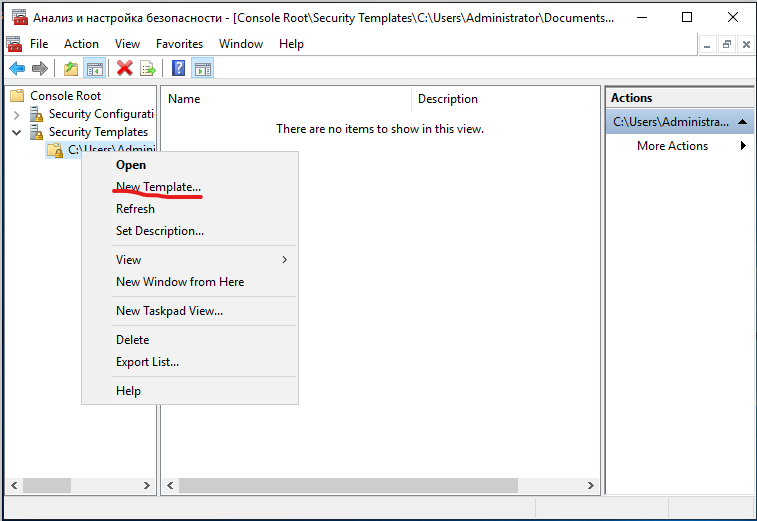 Анализ и настройка безопасности - [Console Root\Security Templates\C:\Users\Administrator\Documents...
File Action View Favorites Window Help
Console Root
Security Configurati
Security Templates
C:\Users\Admini
Name Description
There are no items to show in this view.
Actions
C:\Users\Administra...
More Actions
Open
New Template...
Refresh
Set Description...
View
New Window from Here
New Taskpad View...
Delete
Export List...
Help